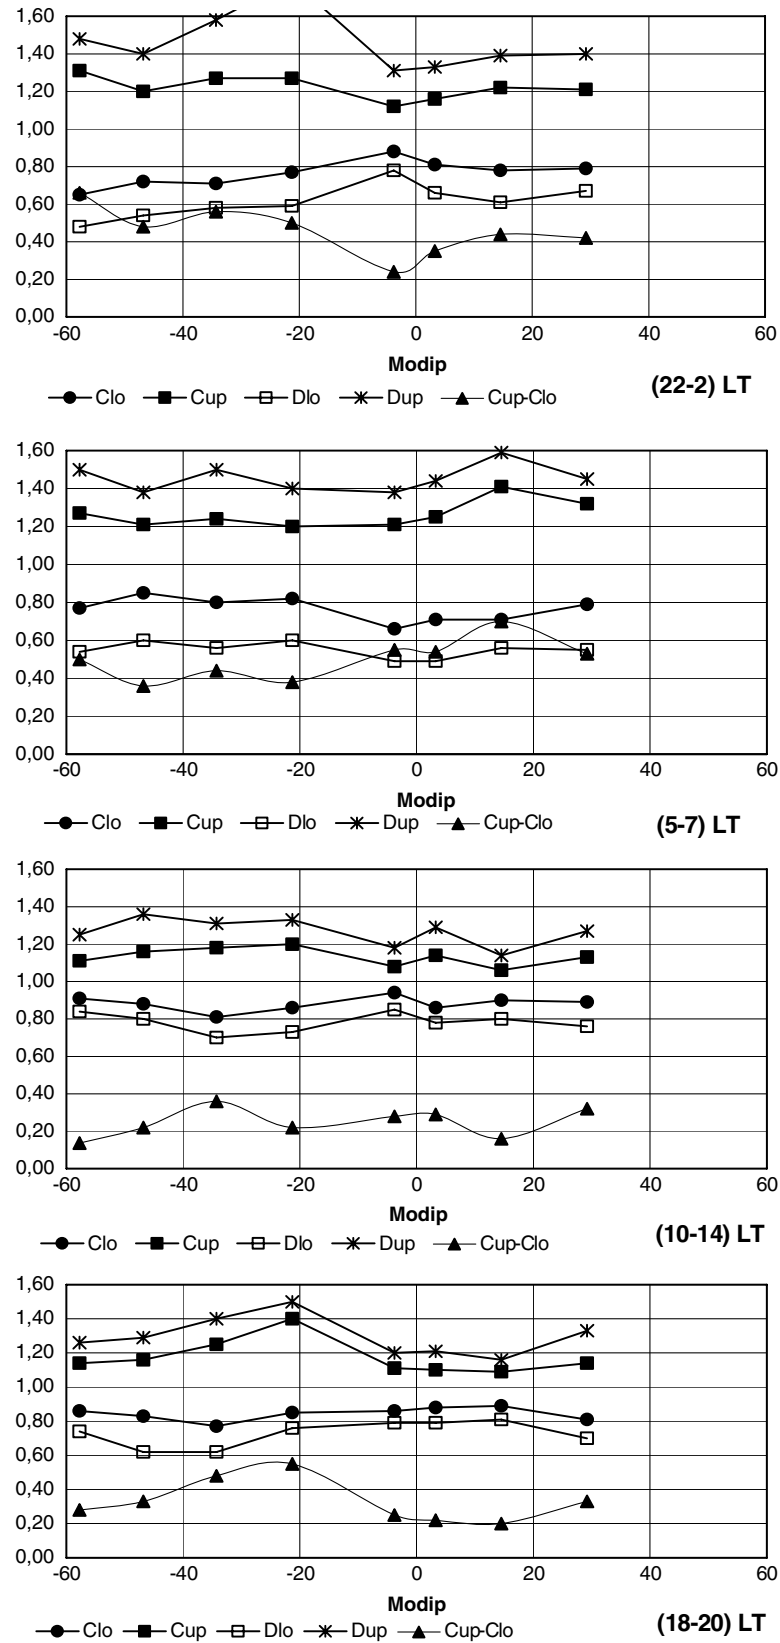 1,60
1,40
1,20
1,00
0,80
0,60
0,40
0,20
0,00
-60 -40 -20 0 20 40 60
Modip
Clo Cup Dlo Dup Cup-Clo
(22-2) LT
1,60
1,40
1,20
1,00
0,80
0,60
0,40
0,20
0,00
-60 -40 -20 0 20 40 60
Modip
Clo Cup Dlo Dup Cup-Clo
(5-7) LT
1,60
1,40
1,20
1,00
0,80
0,60
0,40
0,20
0,00
-60 -40 -20 0 20 40 60
Modip
Clo Cup Dlo Dup Cup-Clo
(10-14) LT
1,60
1,40
1,20
1,00
0,80
0,60
0,40
0,20
0,00
-60 -40 -20 0 20 40 60
Modip
Clo Cup Dlo Dup Cup-Clo
(18-20) LT